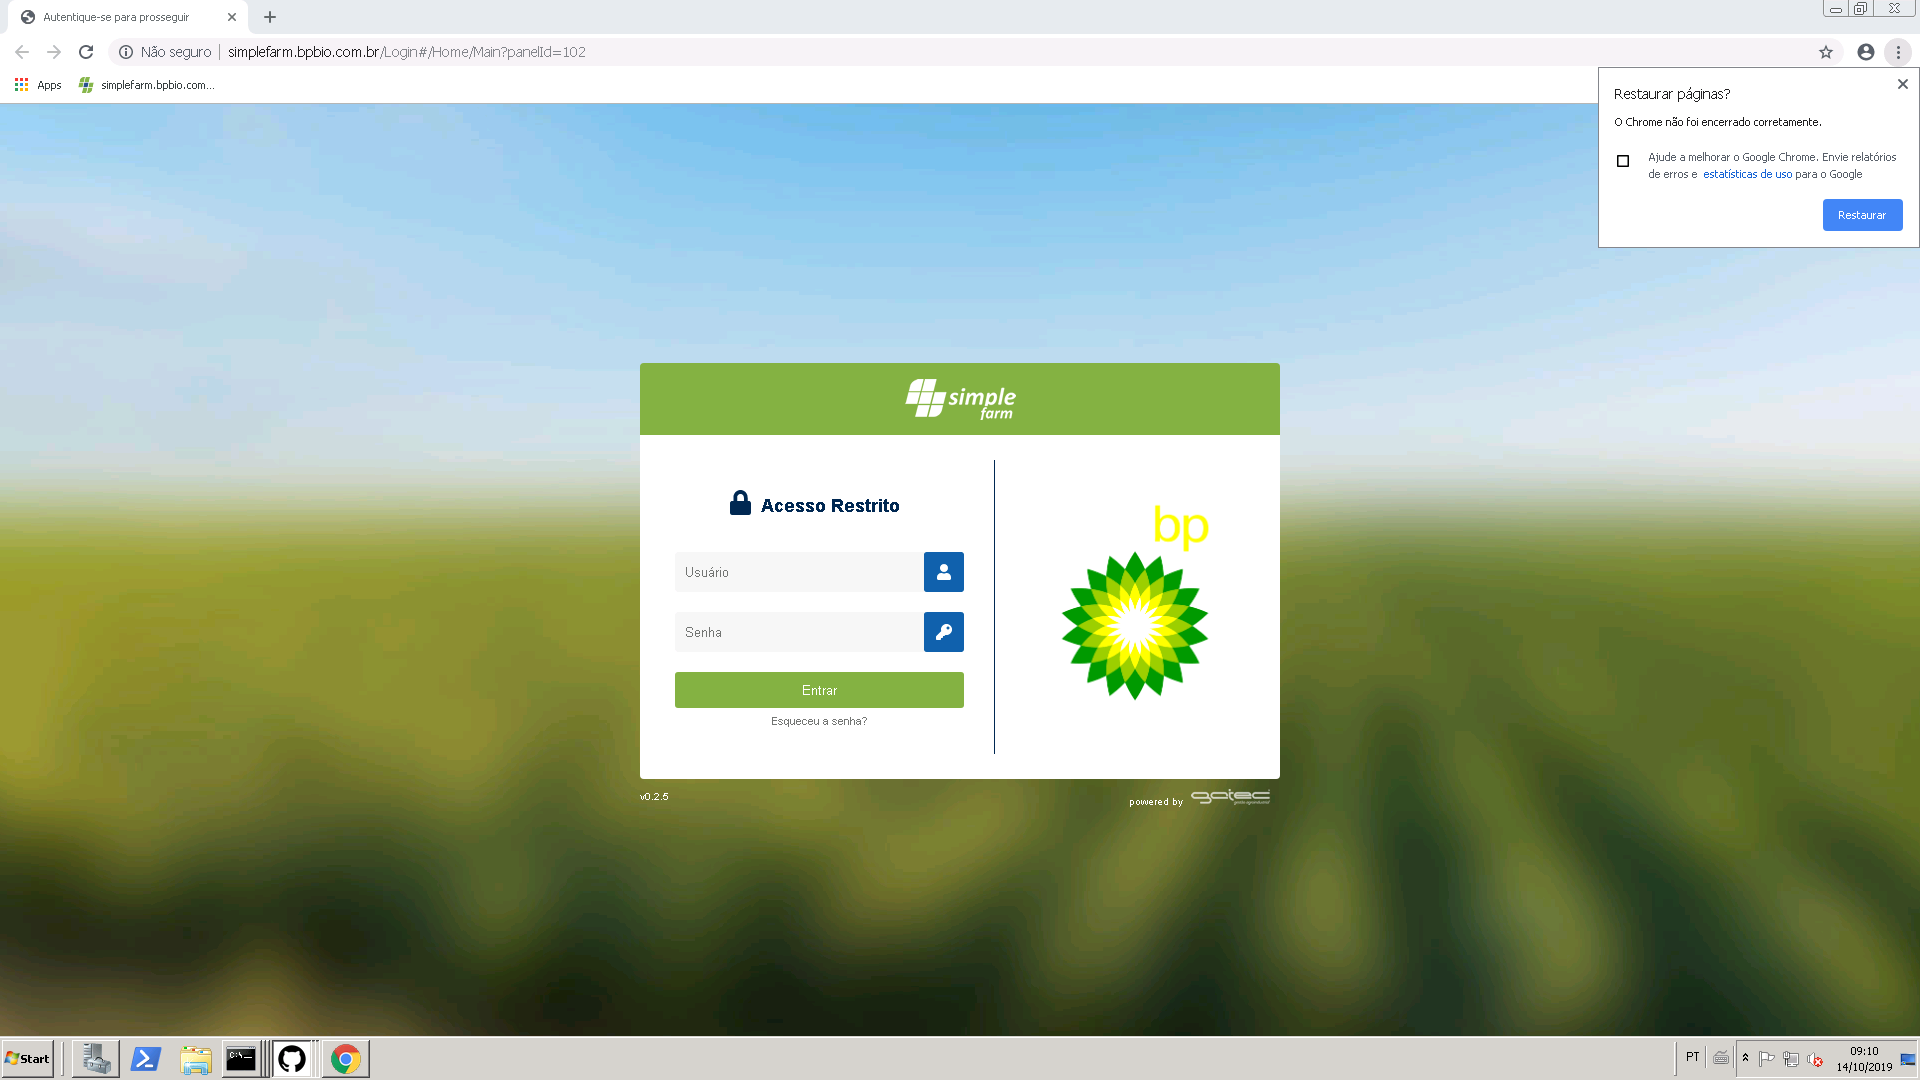 Autentique-se para prosseguir
Não seguro
simplefarm.bpbio.com.br/Login#/Home/Main?panelId=102
Apps
simplefarm.bpbio.com...
Restaurar páginas?
O Chrome não foi encerrado corretamente.
Ajude a melhorar o Google Chrome. Envie relatórios
de erros e estatísticas de uso para o Google
Restaurar
simple
farm
Acesso Restrito
bp
Usuário
Senha
Entrar
Esqueceu a senha?
v0.2.5
powered by gatec
Start
C:\.
PT
09:10
14/10/2019